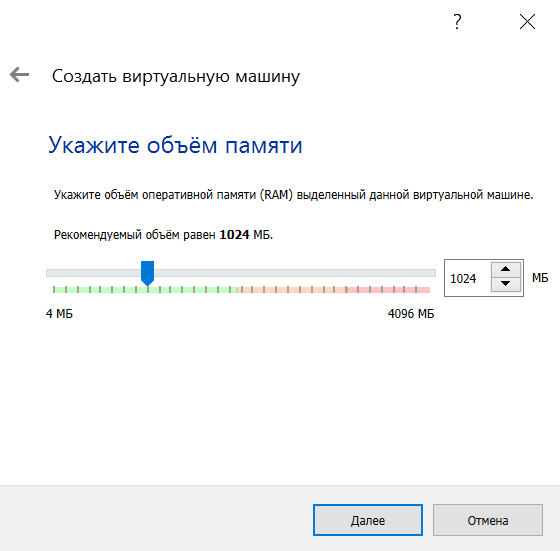 ?
Создать виртуальную машину
Укажите объём памяти
Укажите объём оперативной памяти (RAM) выделенный данной виртуальной машине.
Рекомендуемый объём равен 1024 МБ.
1024 МБ
4 МБ 4096 МБ
Далее Отмена